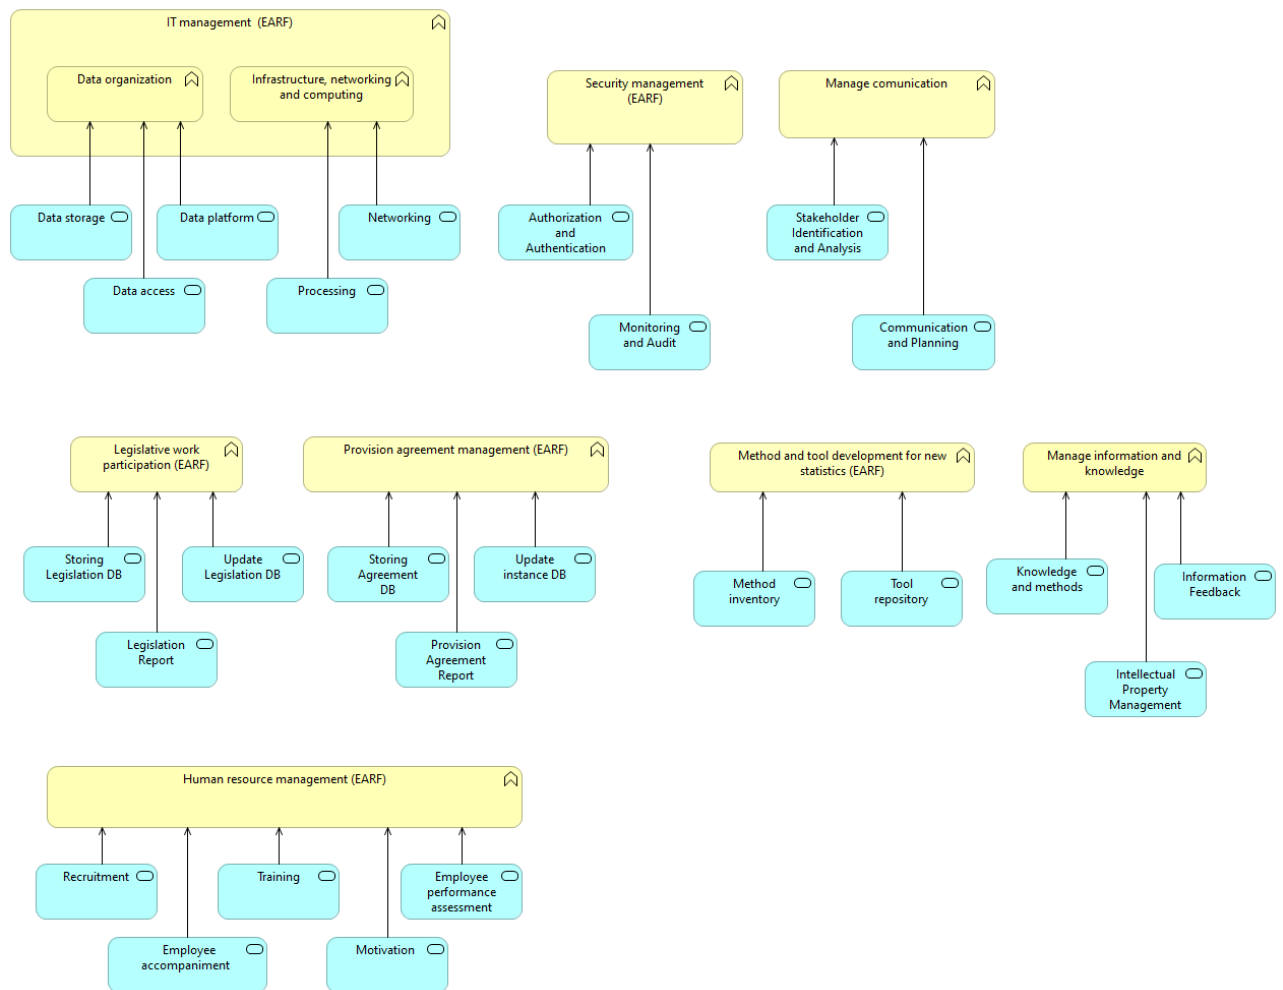 IT management  (EARF)
Data organization
Infrastructure, networking
and computing
Security management
(EARF)
Manage comunication
Data storage
Data platform
Networking
Authorization
and
Authentication
Stakeholder
Identification
and Analysis
Data access
Processing
Monitoring
and Audit
Communication
and Planning
Legislative work
participation (EARF)
Provision agreement management (EARF)
Method and tool development for new
statistics (EARF)
Manage information and
knowledge
Storing
Legislation DB
Update
Legislation DB
Storing
Agreement
DB
Update
instance DB
Method
inventory
Tool
repository
Knowledge
and methods
Information
Feedback
Legislation
Report
Provision
Agreement
Report
Intellectual
Property
Management
Human resource management (EARF)
Recruitment
Training
Employee
performance
assessment
Employee
accompaniment
Motivation